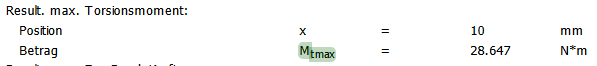 Result. max. Torsionsmoment:
Position x = 10 mm
Betrag Mtmax = 28.647 N*m